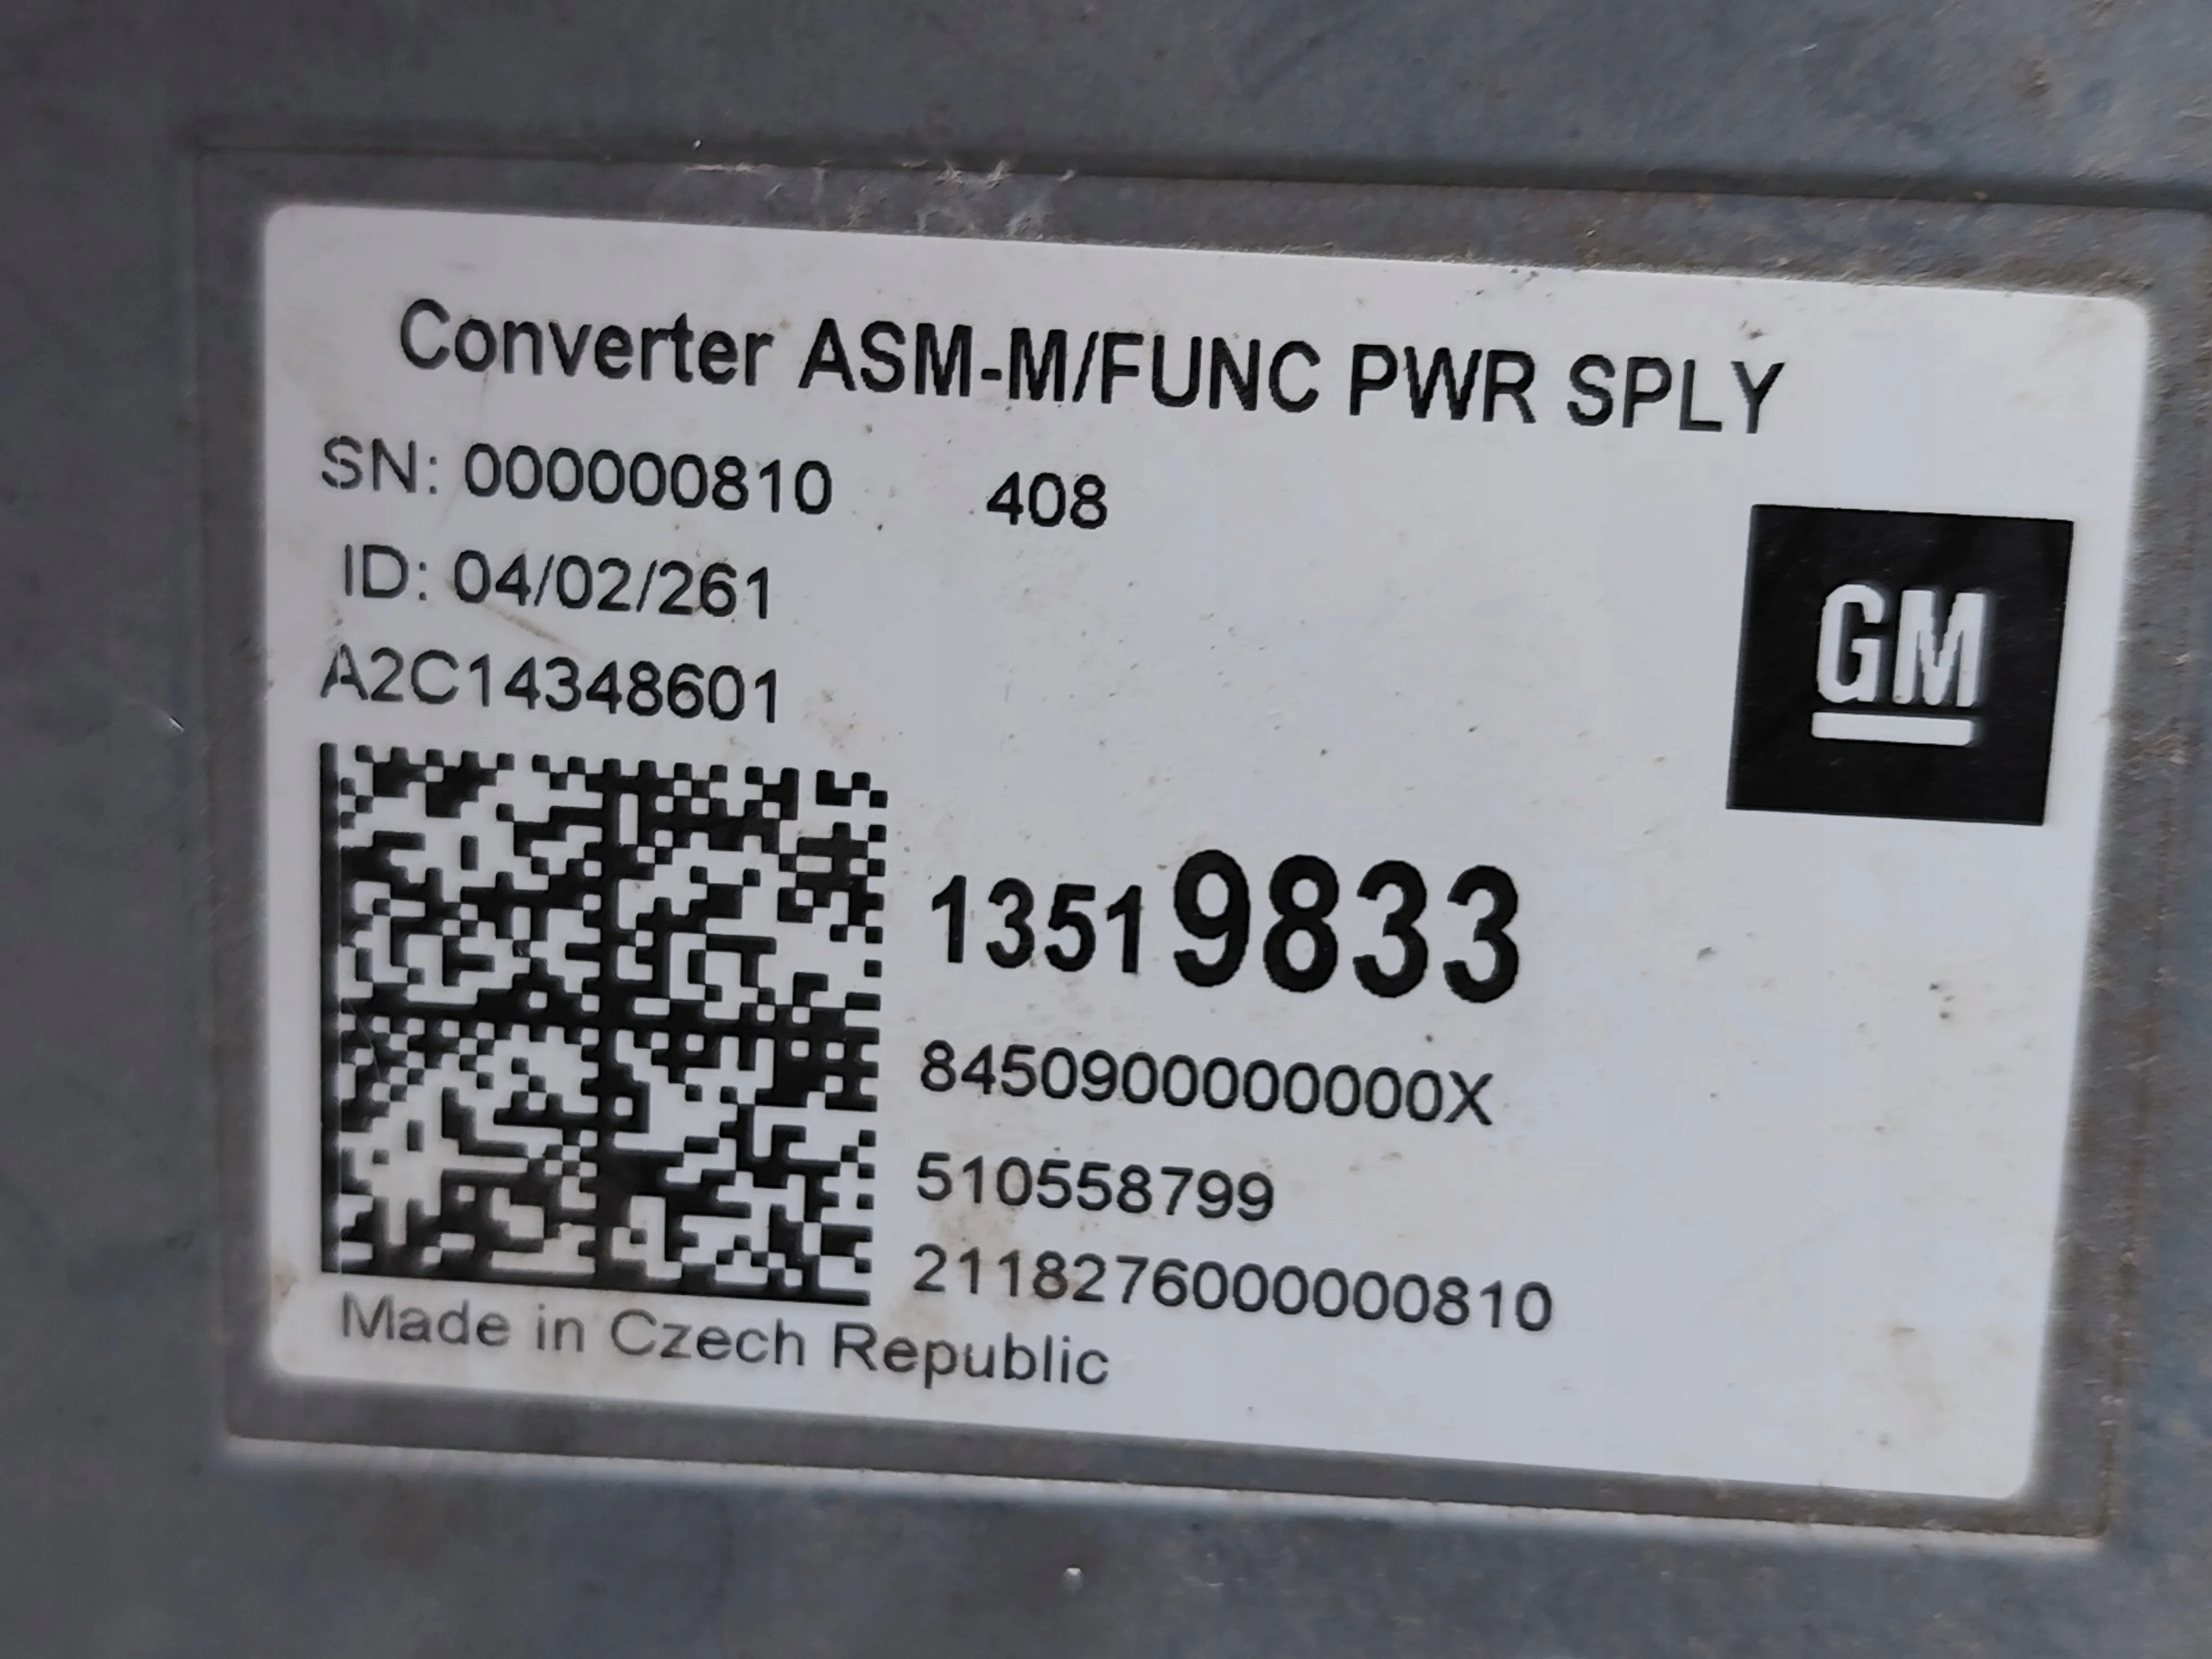 Converter ASM-M/FUNC PWR SPLY
SN: 000000810 408
ID: 04/02/261
A2C14348601
GM
13519833
8450900000000X
510558799
2118276000000810
Made in Czech Republic